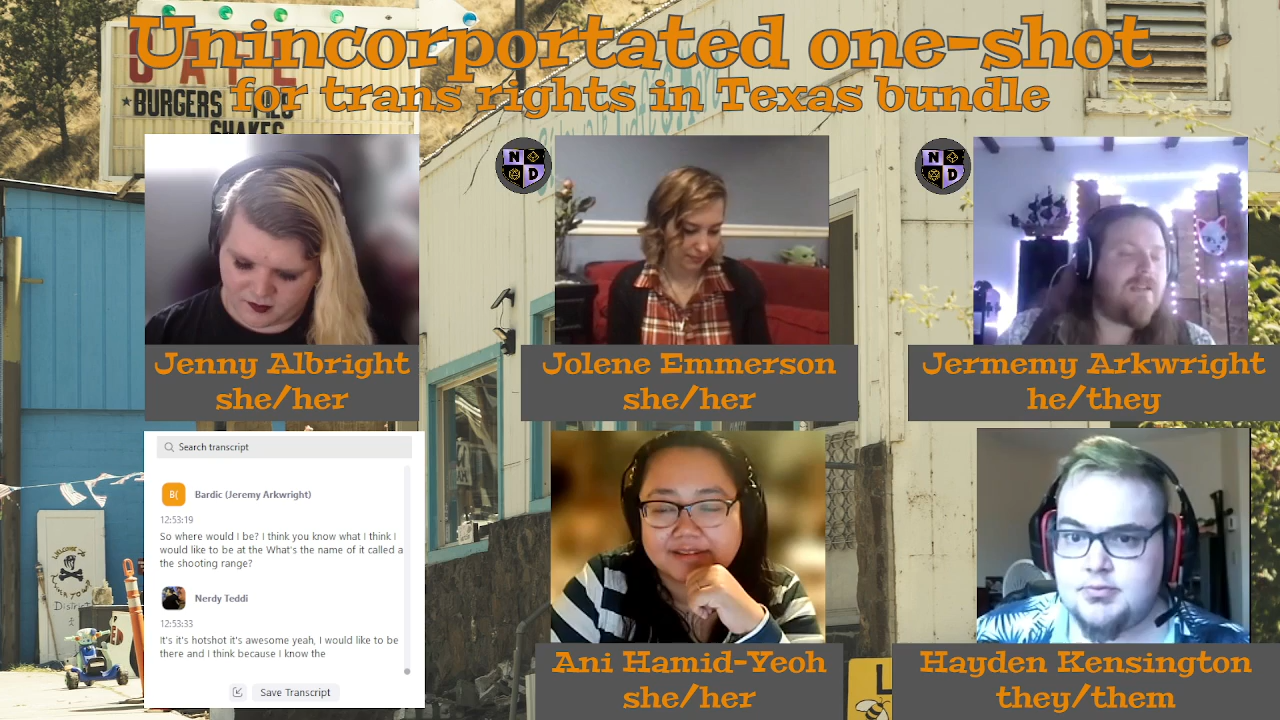 Unincorportated one-shot
for trans rights in Texas bundle
CAFE
★BURGERS PIES
SHAKES
N
D
N
D
Jenny Albright
she/her
Jolene Emmerson
she/her
Jermemy Arkwright
he/they
Search transcript
B(
Bardic (Jeremy Arkwright)
12:53:19
So where would I be? I think you know what I think I
would like to be at the What's the name of it called a
the shooting range?
Nerdy Teddi
12:53:33
It's it's hotshot it's awesome yeah, I would like to be
there and I think because I know the
Save Transcript
WELCOME
District
Ani Hamid-Yeoh
she/her
Hayden Kensington
they/them
L